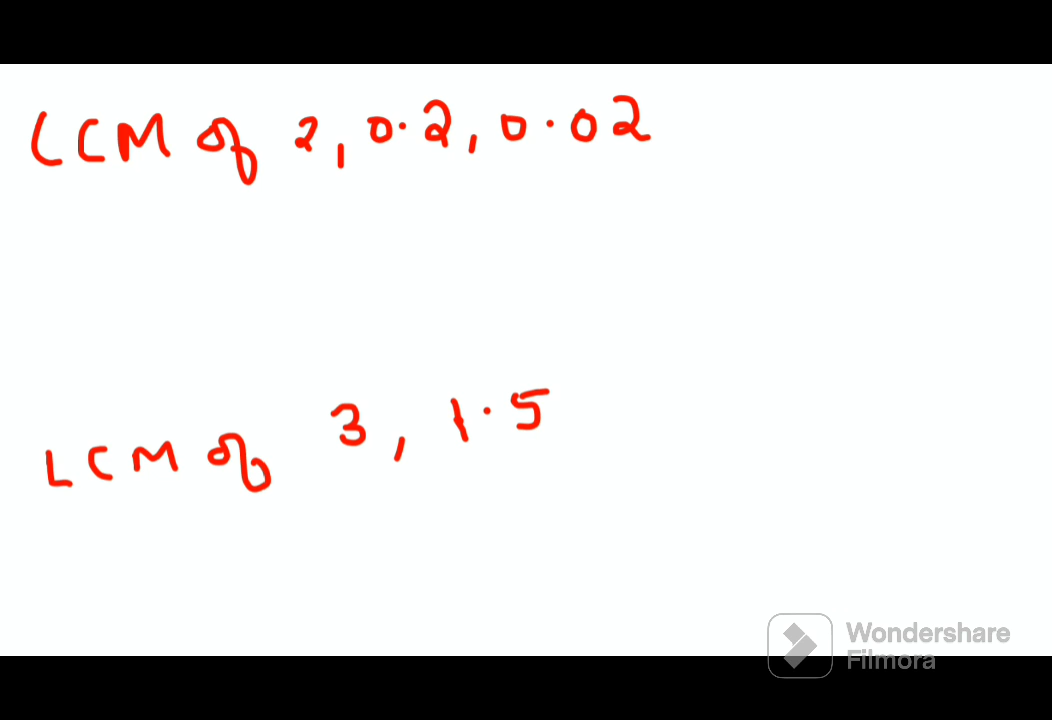 LCM of 2, 0.2, 0.02
LCM of 3, 1.5
Wondershare
Filmora